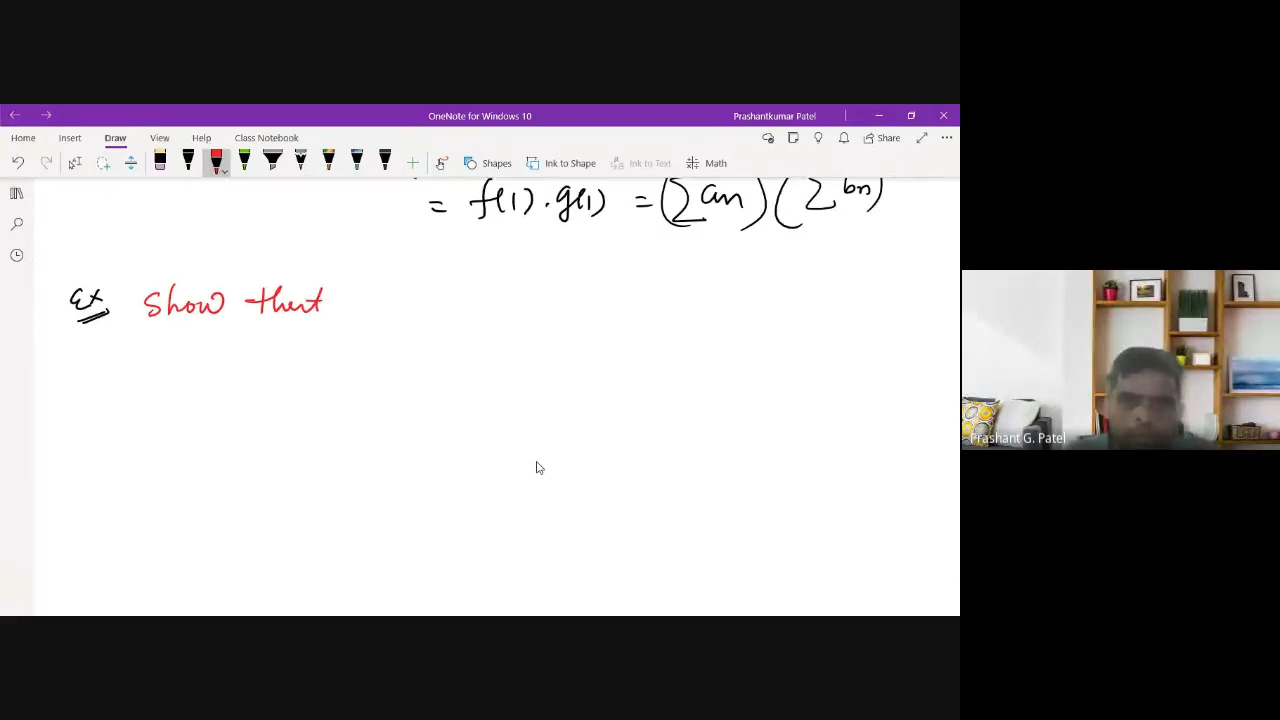 OneNote for Windows 10
Prashantkumar Patel
Home Insert Draw View Help Class Notebook
Share
Shapes Ink to Shape Ink to Text Math
= f(1) . g(1) = (∑an) (∑bn)
Ex Show that
Prashant G. Patel